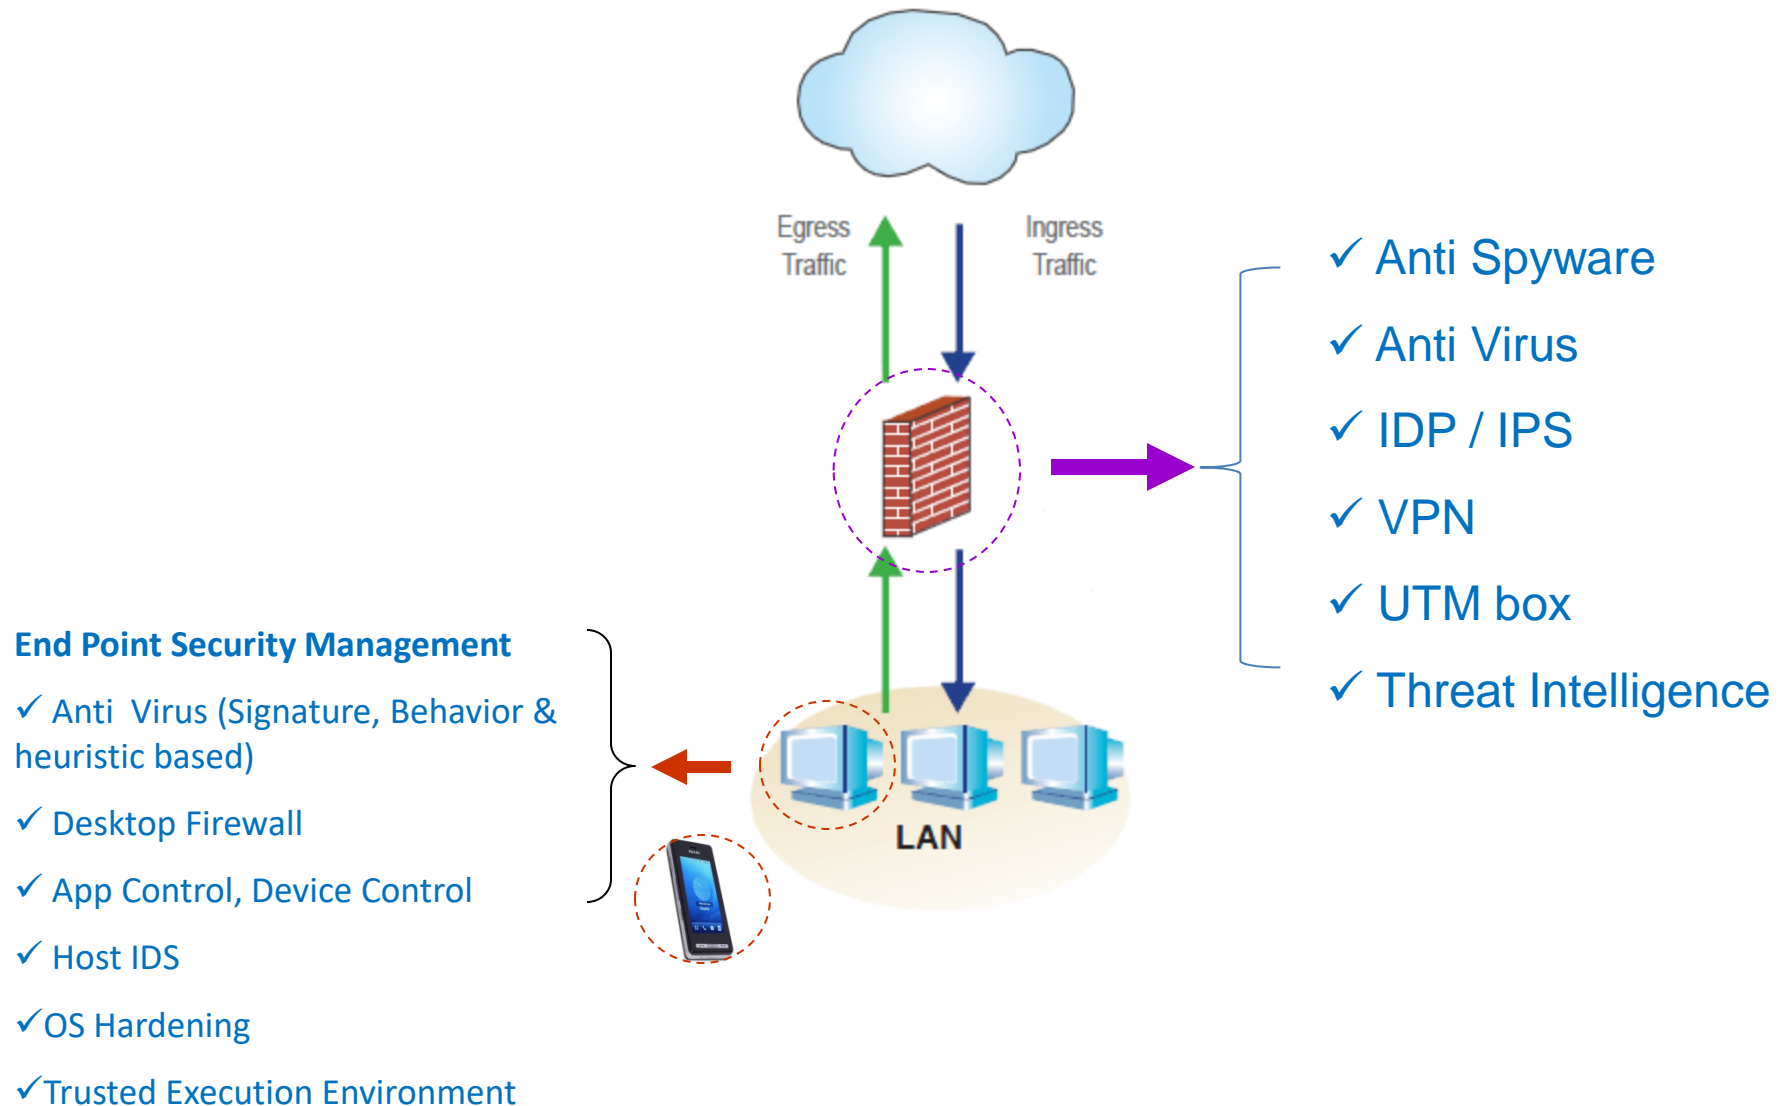 Egress
Traffic
Ingress
Traffic
✓ Anti Spyware
✓ Anti Virus
✓ IDP / IPS
✓ VPN
✓ UTM box
✓ Threat Intelligence
End Point Security Management
✓ Anti  Virus (Signature, Behavior &
heuristic based)
✓ Desktop Firewall
✓ App Control, Device Control
✓ Host IDS
✓OS Hardening
✓Trusted Execution Environment
LAN